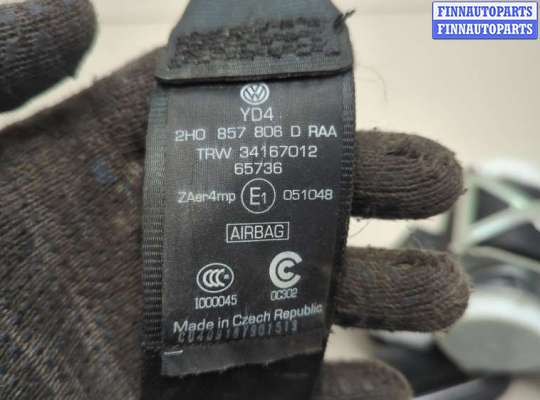 FINNAUTOPARTS
FINNAUTOPARTS
YD4
2H0 857 806 D RAA
TRW 34167012
65736
ZAer4mp E1 051048
AIRBAG
CCC
I000045 0C302
Made in Czech Republic